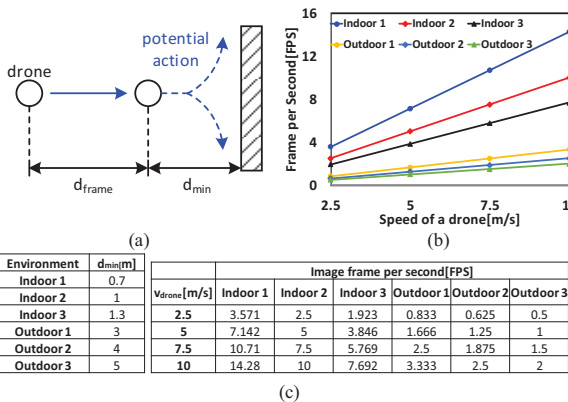 (a)
potential
action
drone
d_frame
d_min
(b)
Indoor 1 Indoor 2 Indoor 3
Outdoor 1 Outdoor 2 Outdoor 3
Frame per Second[FPS]
16
12
8
4
0
2.5 5 7.5 1
Speed of a drone[m/s]
(a) (b)
Environment d_min[m]
Indoor 1 0.7
Indoor 2 1
Indoor 3 1.3
Outdoor 1 3
Outdoor 2 4
Outdoor 3 5
Image frame per second[FPS]
v_drone[m/s] Indoor 1 Indoor 2 Indoor 3 Outdoor 1 Outdoor 2 Outdoor 3
2.5 3.571 2.5 1.923 0.833 0.625 0.5
5 7.142 5 3.846 1.666 1.25 1
7.5 10.71 7.5 5.769 2.5 1.875 1.5
10 14.28 10 7.692 3.333 2.5 2
(c)